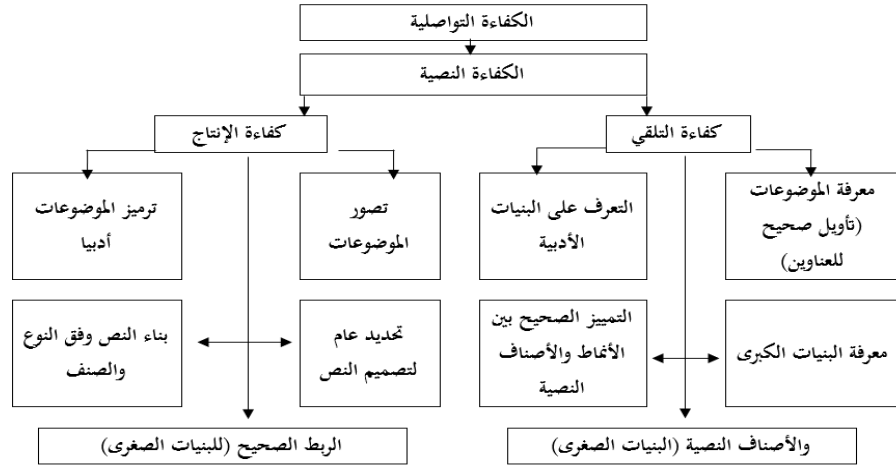 الكفاءة التواصلية
الكفاءة النصية
كفاءة التلقي
كفاءة الإنتاج
معرفة الموضوعات
(تأويل صحيح
للعناوين)
التعرف على البنيات
الأدبية
تصور
الموضوعات
ترميز الموضوعات
أدبيا
معرفة البنيات الكبرى
التمييز الصحيح بين
الأنماط والأصناف
النصية
تحديد عام
لتصميم النص
بناء النص وفق النوع
والصنف
والأصناف النصية (البنيات الصغرى)
الربط الصحيح (للبنيات الصغرى)